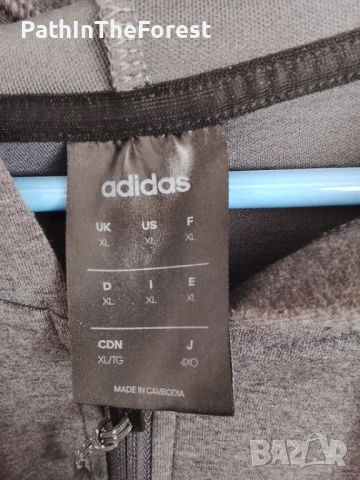 PathInTheForest
adidas
UK US F
XL XL XL
D I E
XL XL XL
CDN J
XL/TG 4XO
MADE IN CAMBODIA
BAZAR